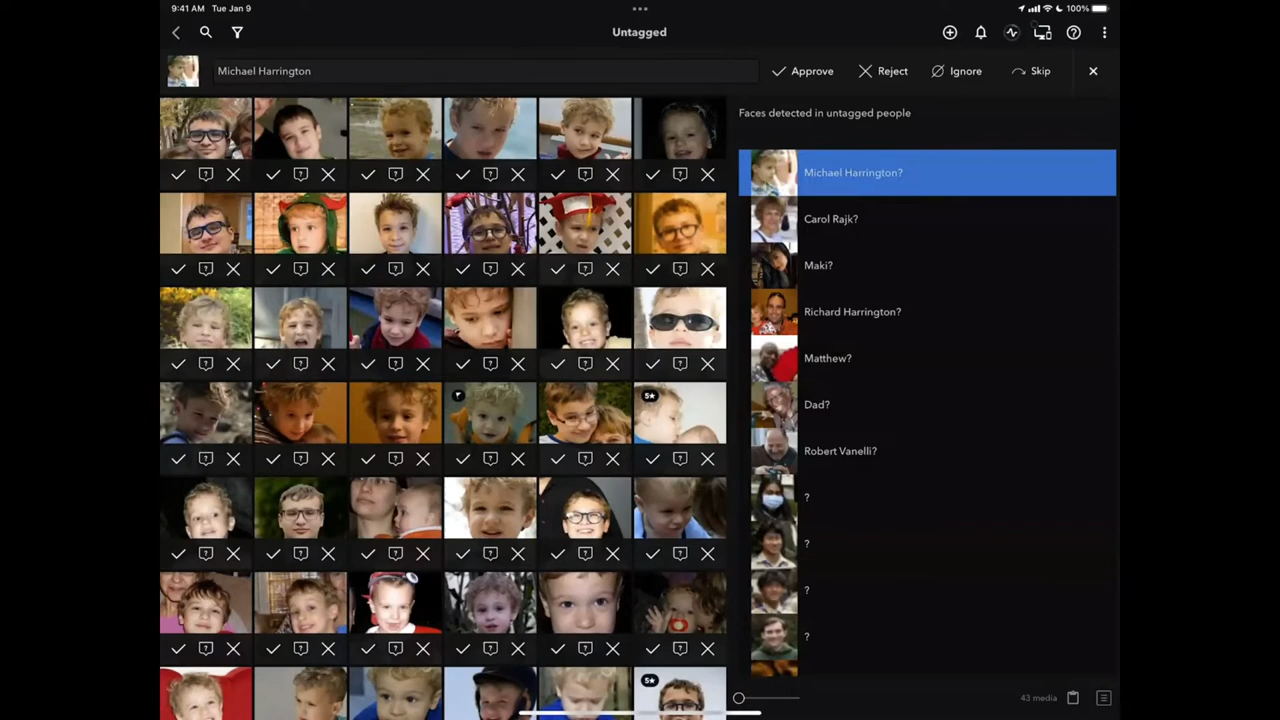 9:41 AM Tue Jan 9
100%
Untagged
Michael Harrington
Approve
Reject
Ignore
Skip
Faces detected in untagged people
Michael Harrington?
Carol Rajk?
Maki?
Richard Harrington?
Matthew?
Dad?
Robert Vanelli?
?
?
?
?
5★
5★
43 media